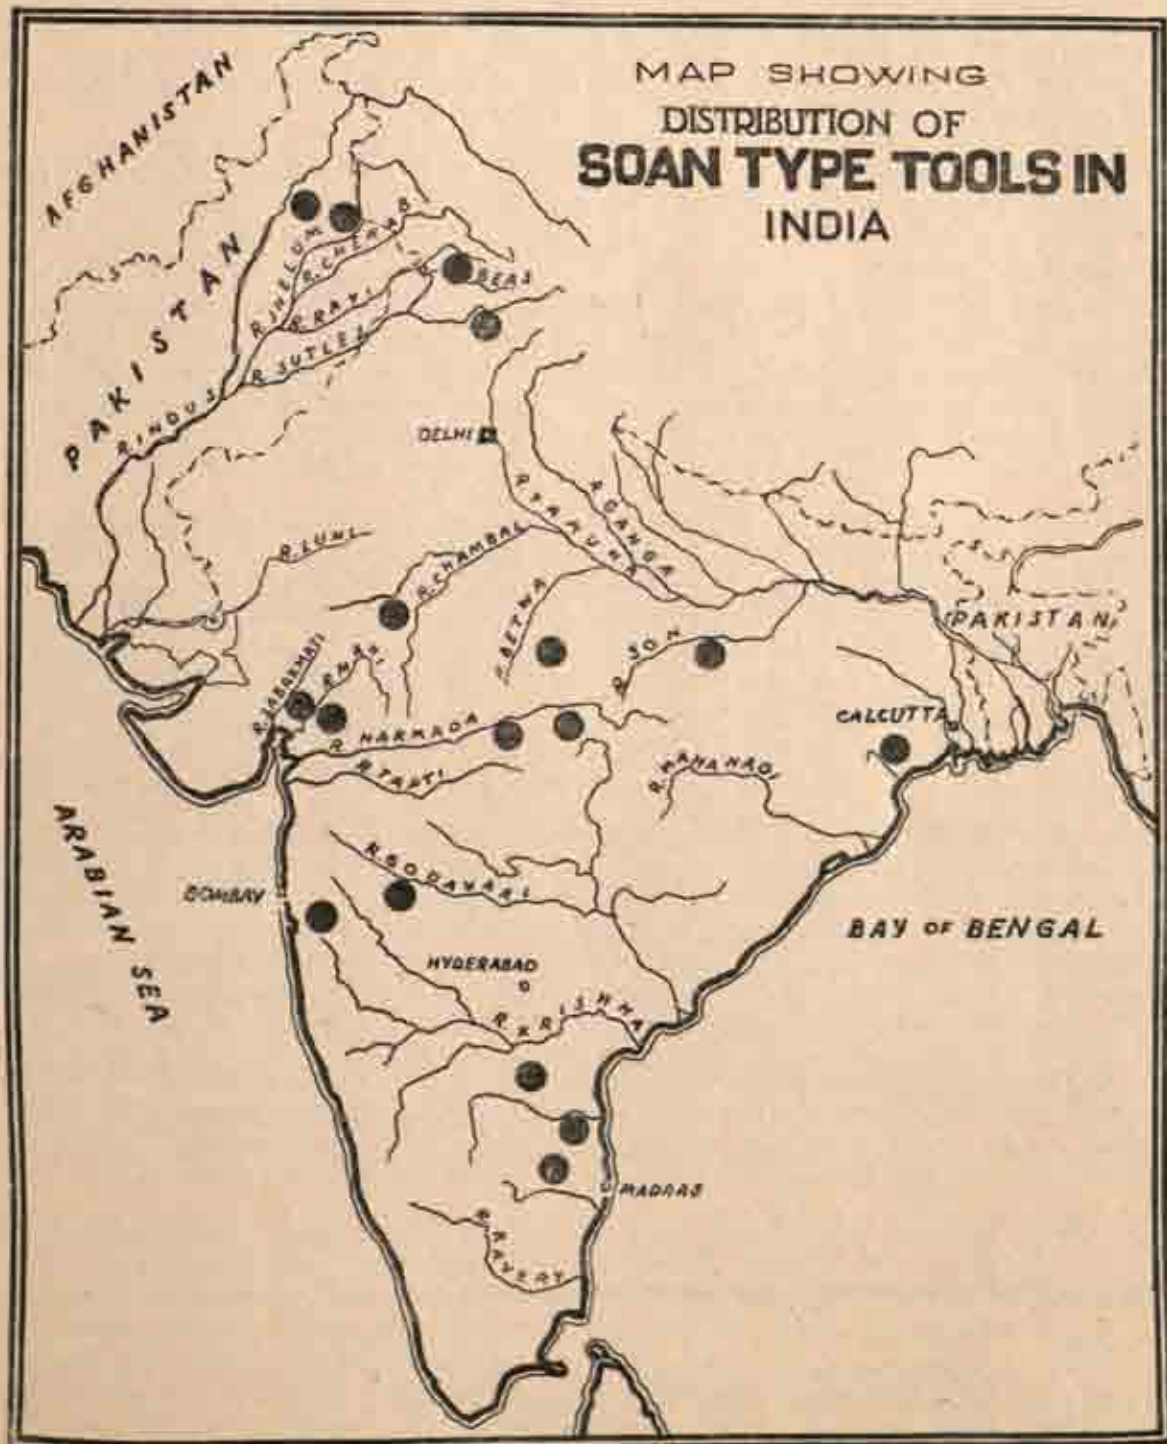 MAP SHOWING
DISTRIBUTION OF
SOAN TYPE TOOLS IN
INDIA
AFGHANISTAN
PAKISTAN
R. JHELUM
R. CHENAB
R. RAVI
BEAS
R. SUTLEJ
R. INDUS
DELHI
R. YAMUNA
R. GANGA
R. LUNI
R. CHAMBAL
BETWA
R. SON
PAKISTAN
R. SABARMATI
R. MAHI
R. NARMADA
R. TAPTI
CALCUTTA
R. MAHANADI
ARABIAN SEA
BOMBAY
R. GODAVARI
BAY OF BENGAL
HYDERABAD
R. KRISHNA
MADRAS
R. KAVERY